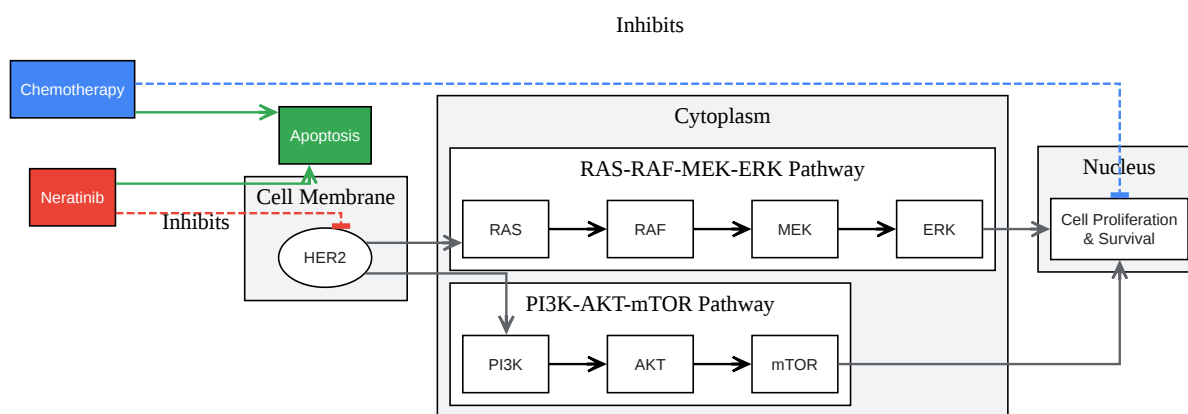 Inhibits
Chemotherapy
Cytoplasm
Apoptosis
RAS-RAF-MEK-ERK Pathway
Nucleus
Neratinib
Cell Membrane
Inhibits
Cell Proliferation
& Survival
RAS
RAF
MEK
ERK
HER2
PI3K-AKT-mTOR Pathway
PI3K
AKT
mTOR